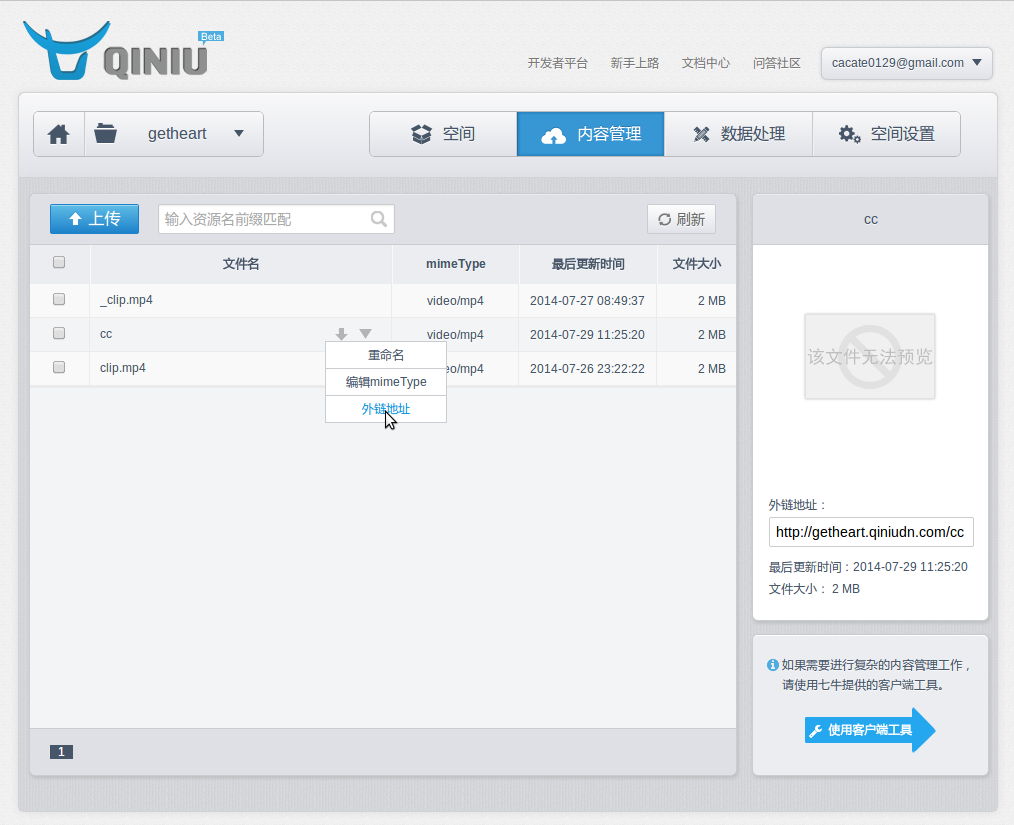 QINIU Beta
开发者平台 新手上路 文档中心 问答社区 cacate0129@gmail.com
getheart 空间 内容管理 数据处理 空间设置
上传 输入资源名前缀匹配 刷新
文件名 mimeType 最后更新时间 文件大小
_clip.mp4 video/mp4 2014-07-27 08:49:37 2 MB
cc video/mp4 2014-07-29 11:25:20 2 MB
clip.mp4 eo/mp4 2014-07-26 23:22:22 2 MB
重命名
编辑mimeType
外链地址
1
cc
该文件无法预览
外链地址：
http://getheart.qiniudn.com/cc
最后更新时间：2014-07-29 11:25:20
文件大小： 2 MB
如果需要进行复杂的内容管理工作，
请使用七牛提供的客户端工具。
使用客户端工具